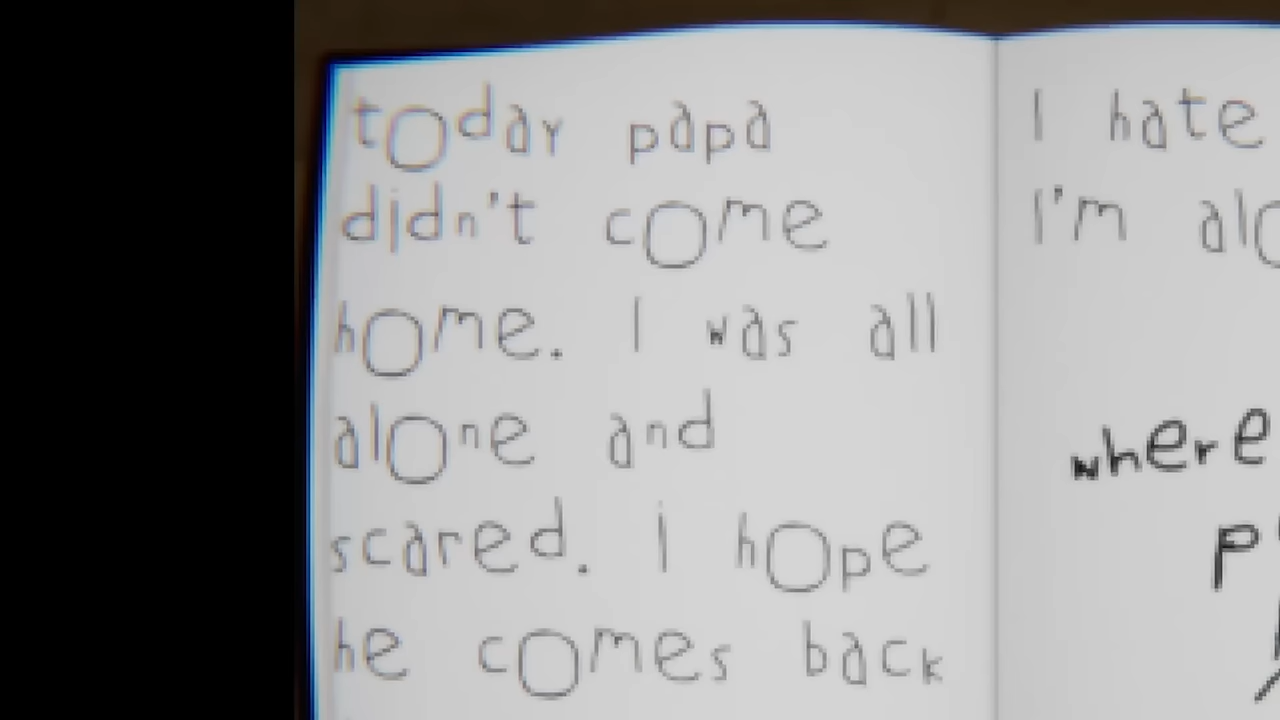 today papa
didn't come
home. I was all
alone and
scared. I hope
he comes back
I hate
I'm
where